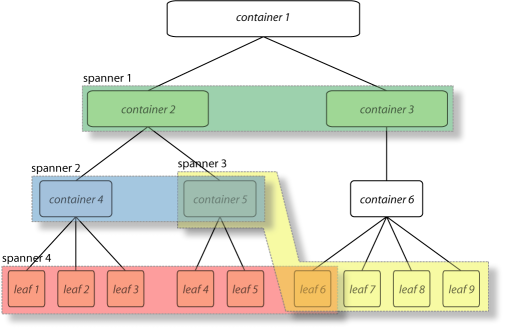 container 1
spanner 1
container 2
container 3
spanner 2
spanner 3
container 4
container 5
container 6
spanner 4
leaf 1
leaf 2
leaf 3
leaf 4
leaf 5
leaf 6
leaf 7
leaf 8
leaf 9